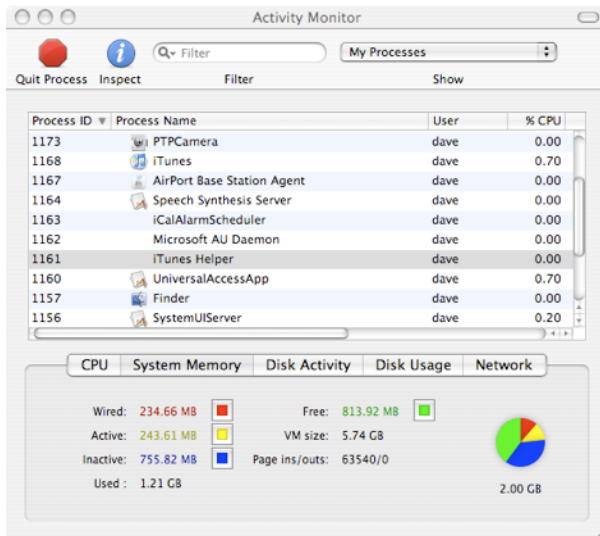 Activity Monitor
Filter
My Processes
Quit Process Inspect Filter Show
Process ID Process Name User % CPU
1173 PTPCamera dave 0.00
1168 iTunes dave 0.70
1167 AirPort Base Station Agent dave 0.00
1164 Speech Synthesis Server dave 0.00
1163 iCalAlarmScheduler dave 0.00
1162 Microsoft AU Daemon dave 0.00
1161 iTunes Helper dave 0.00
1160 UniversalAccessApp dave 0.70
1157 Finder dave 0.00
1156 SystemUIServer dave 0.20
CPU System Memory Disk Activity Disk Usage Network
Wired: 234.66 MB Free: 813.92 MB
Active: 243.61 MB VM size: 5.74 GB
Inactive: 755.82 MB Page ins/outs: 63540/0
Used : 1.21 GB
2.00 GB